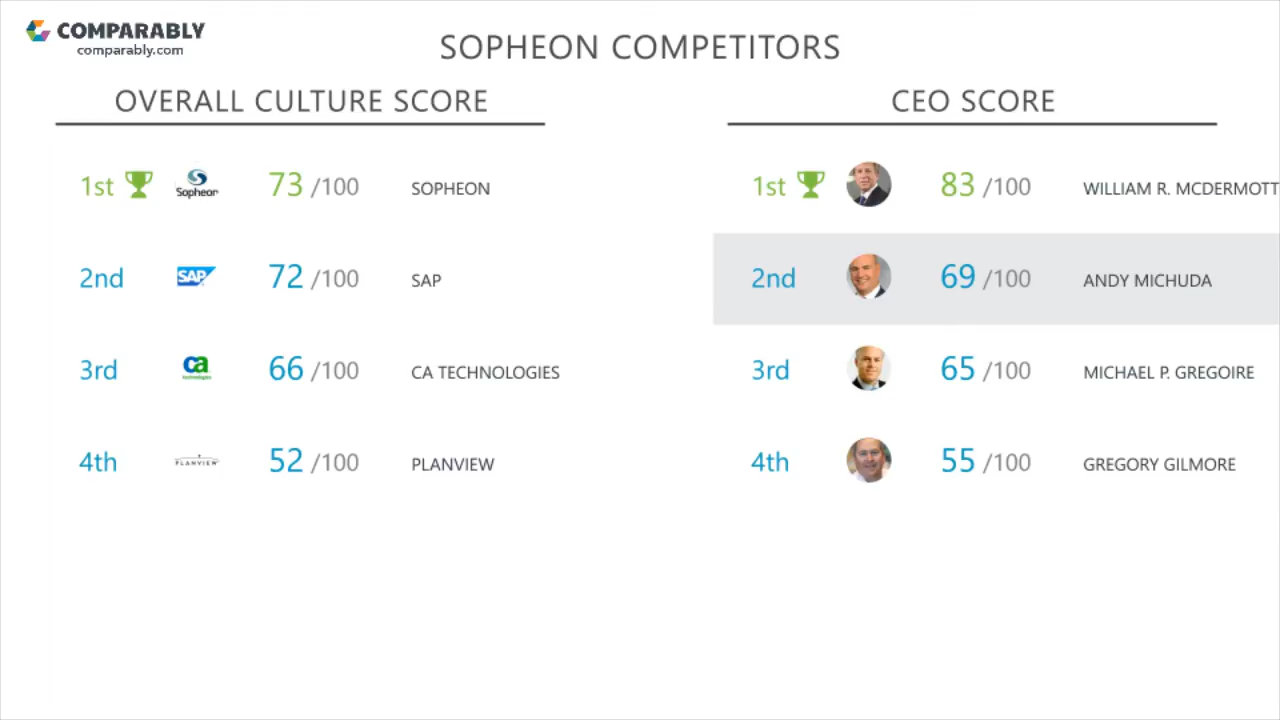 COMPARABLY
comparably.com
SOPHEON COMPETITORS
OVERALL CULTURE SCORE
1st Sopheon 73 /100 SOPHEON
2nd SAP 72 /100 SAP
3rd ca technologies 66 /100 CA TECHNOLOGIES
4th PLANVIEW 52 /100 PLANVIEW
CEO SCORE
1st 83 /100 WILLIAM R. MCDERMOTT
2nd 69 /100 ANDY MICHUDA
3rd 65 /100 MICHAEL P. GREGOIRE
4th 55 /100 GREGORY GILMORE